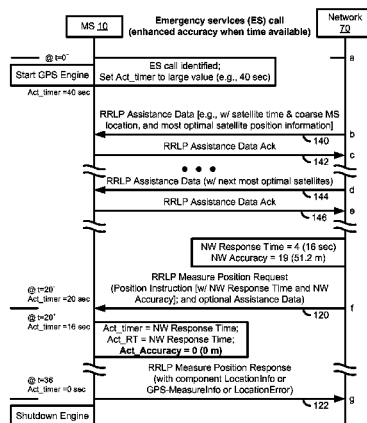 MS 10
Emergency services (ES) call
(enhanced accuracy when time available)
Network
70
@ t=0-
a
ES call identified;
Set Act_timer to large value (e.g., 40 sec)
Start GPS Engine
Act_timer =40 sec
RRLP Assistance Data [e.g., w/ satellite time & coarse MS
location, and most optimal satellite position information]
b
140
RRLP Assistance Data Ack
c
142
RRLP Assistance Data (w/ next most optimal satellites)
d
144
RRLP Assistance Data Ack
e
146
NW Response Time = 4 (16 sec)
NW Accuracy = 19 (51.2 m)
RRLP Measure Position Request
(Position Instruction [w/ NW Response Time and NW
Accuracy]; and optional Assistance Data)
@ t=20-
Act_timer =20 sec
f
120
@ t=20+
Act_timer =16 sec
Act_timer = NW Response Time;
Act_RT = NW Response Time;
Act_Accuracy = 0 (0 m)
RRLP Measure Position Response
(with component LocationInfo or
GPS-MeasureInfo or LocationError)
@ t=36
Act_timer =0 sec
g
122
Shutdown Engine